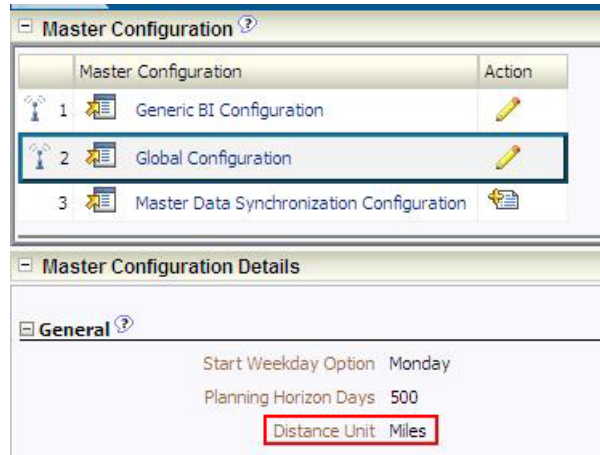 Master Configuration ?
Master Configuration Action
1 Generic BI Configuration
2 Global Configuration
3 Master Data Synchronization Configuration
Master Configuration Details
General ?
Start Weekday Option Monday
Planning Horizon Days 500
Distance Unit Miles